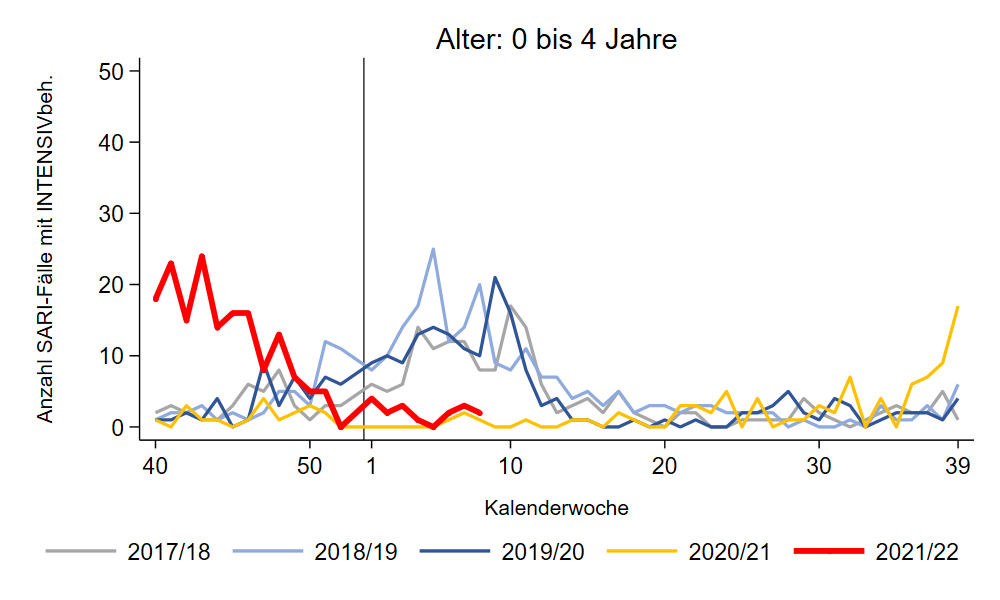 Alter: 0 bis 4 Jahre
Anzahl SARI-Fälle mit INTENSIVbeh.
50
40
30
20
10
0
40 50 1 10 20 30 39
Kalenderwoche
2017/18 2018/19 2019/20 2020/21 2021/22